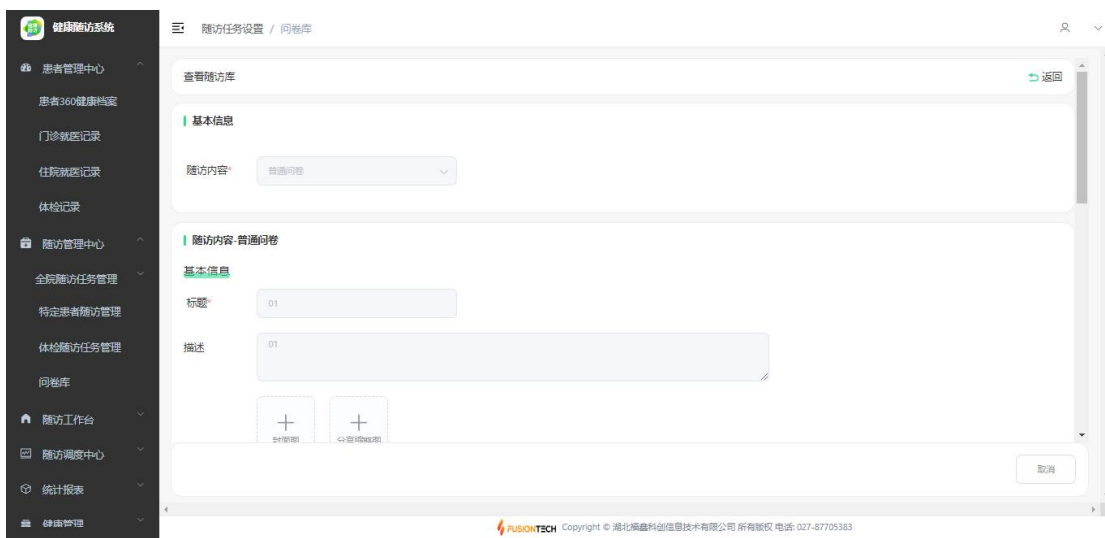 健康随访系统
随访任务设置 / 问卷库
患者管理中心
患者360健康档案
门诊就医记录
住院就医记录
体检记录
随访管理中心
全院随访任务管理
特定患者随访管理
体检随访任务管理
问卷库
随访工作台
随访调度中心
统计报表
健康管理
查看随访库
返回
基本信息
随访内容*
普通问卷
随访内容-普通问卷
基本信息
标题*
01
描述
01
封面图
分享缩略图
取消
FUSIONTECH Copyright © 湖北福鑫科创信息技术有限公司 所有版权 电话: 027-87705383